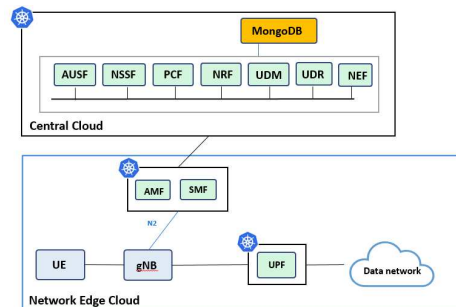 MongoDB
AUSF NSSF PCF NRF UDM UDR NEF
Central Cloud
AMF SMF
N2
UE gNB UPF Data network
Network Edge Cloud